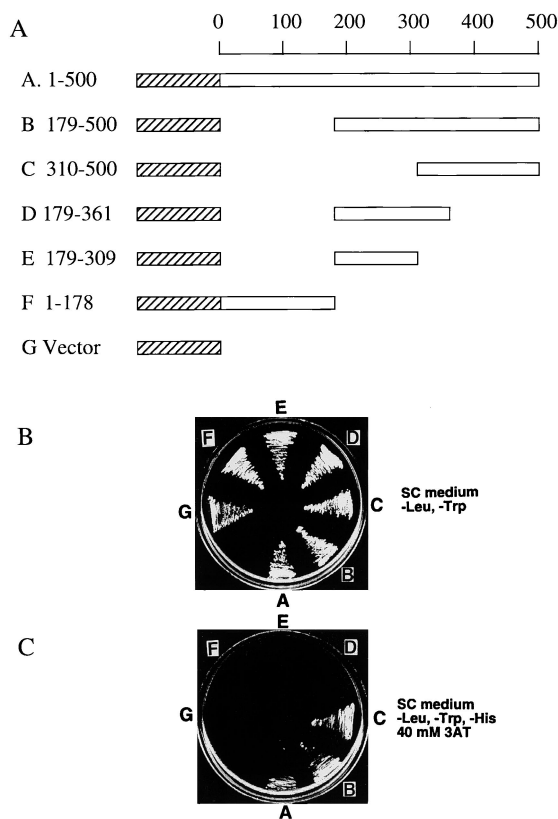 A
0 100 200 300 400 500
A. 1-500
B 179-500
C 310-500
D 179-361
E 179-309
F 1-178
G Vector
B
E
F D
G C
B
A
SC medium
-Leu, -Trp
C
E
F D
G C
B
A
SC medium
-Leu, -Trp, -His
40 mM 3AT